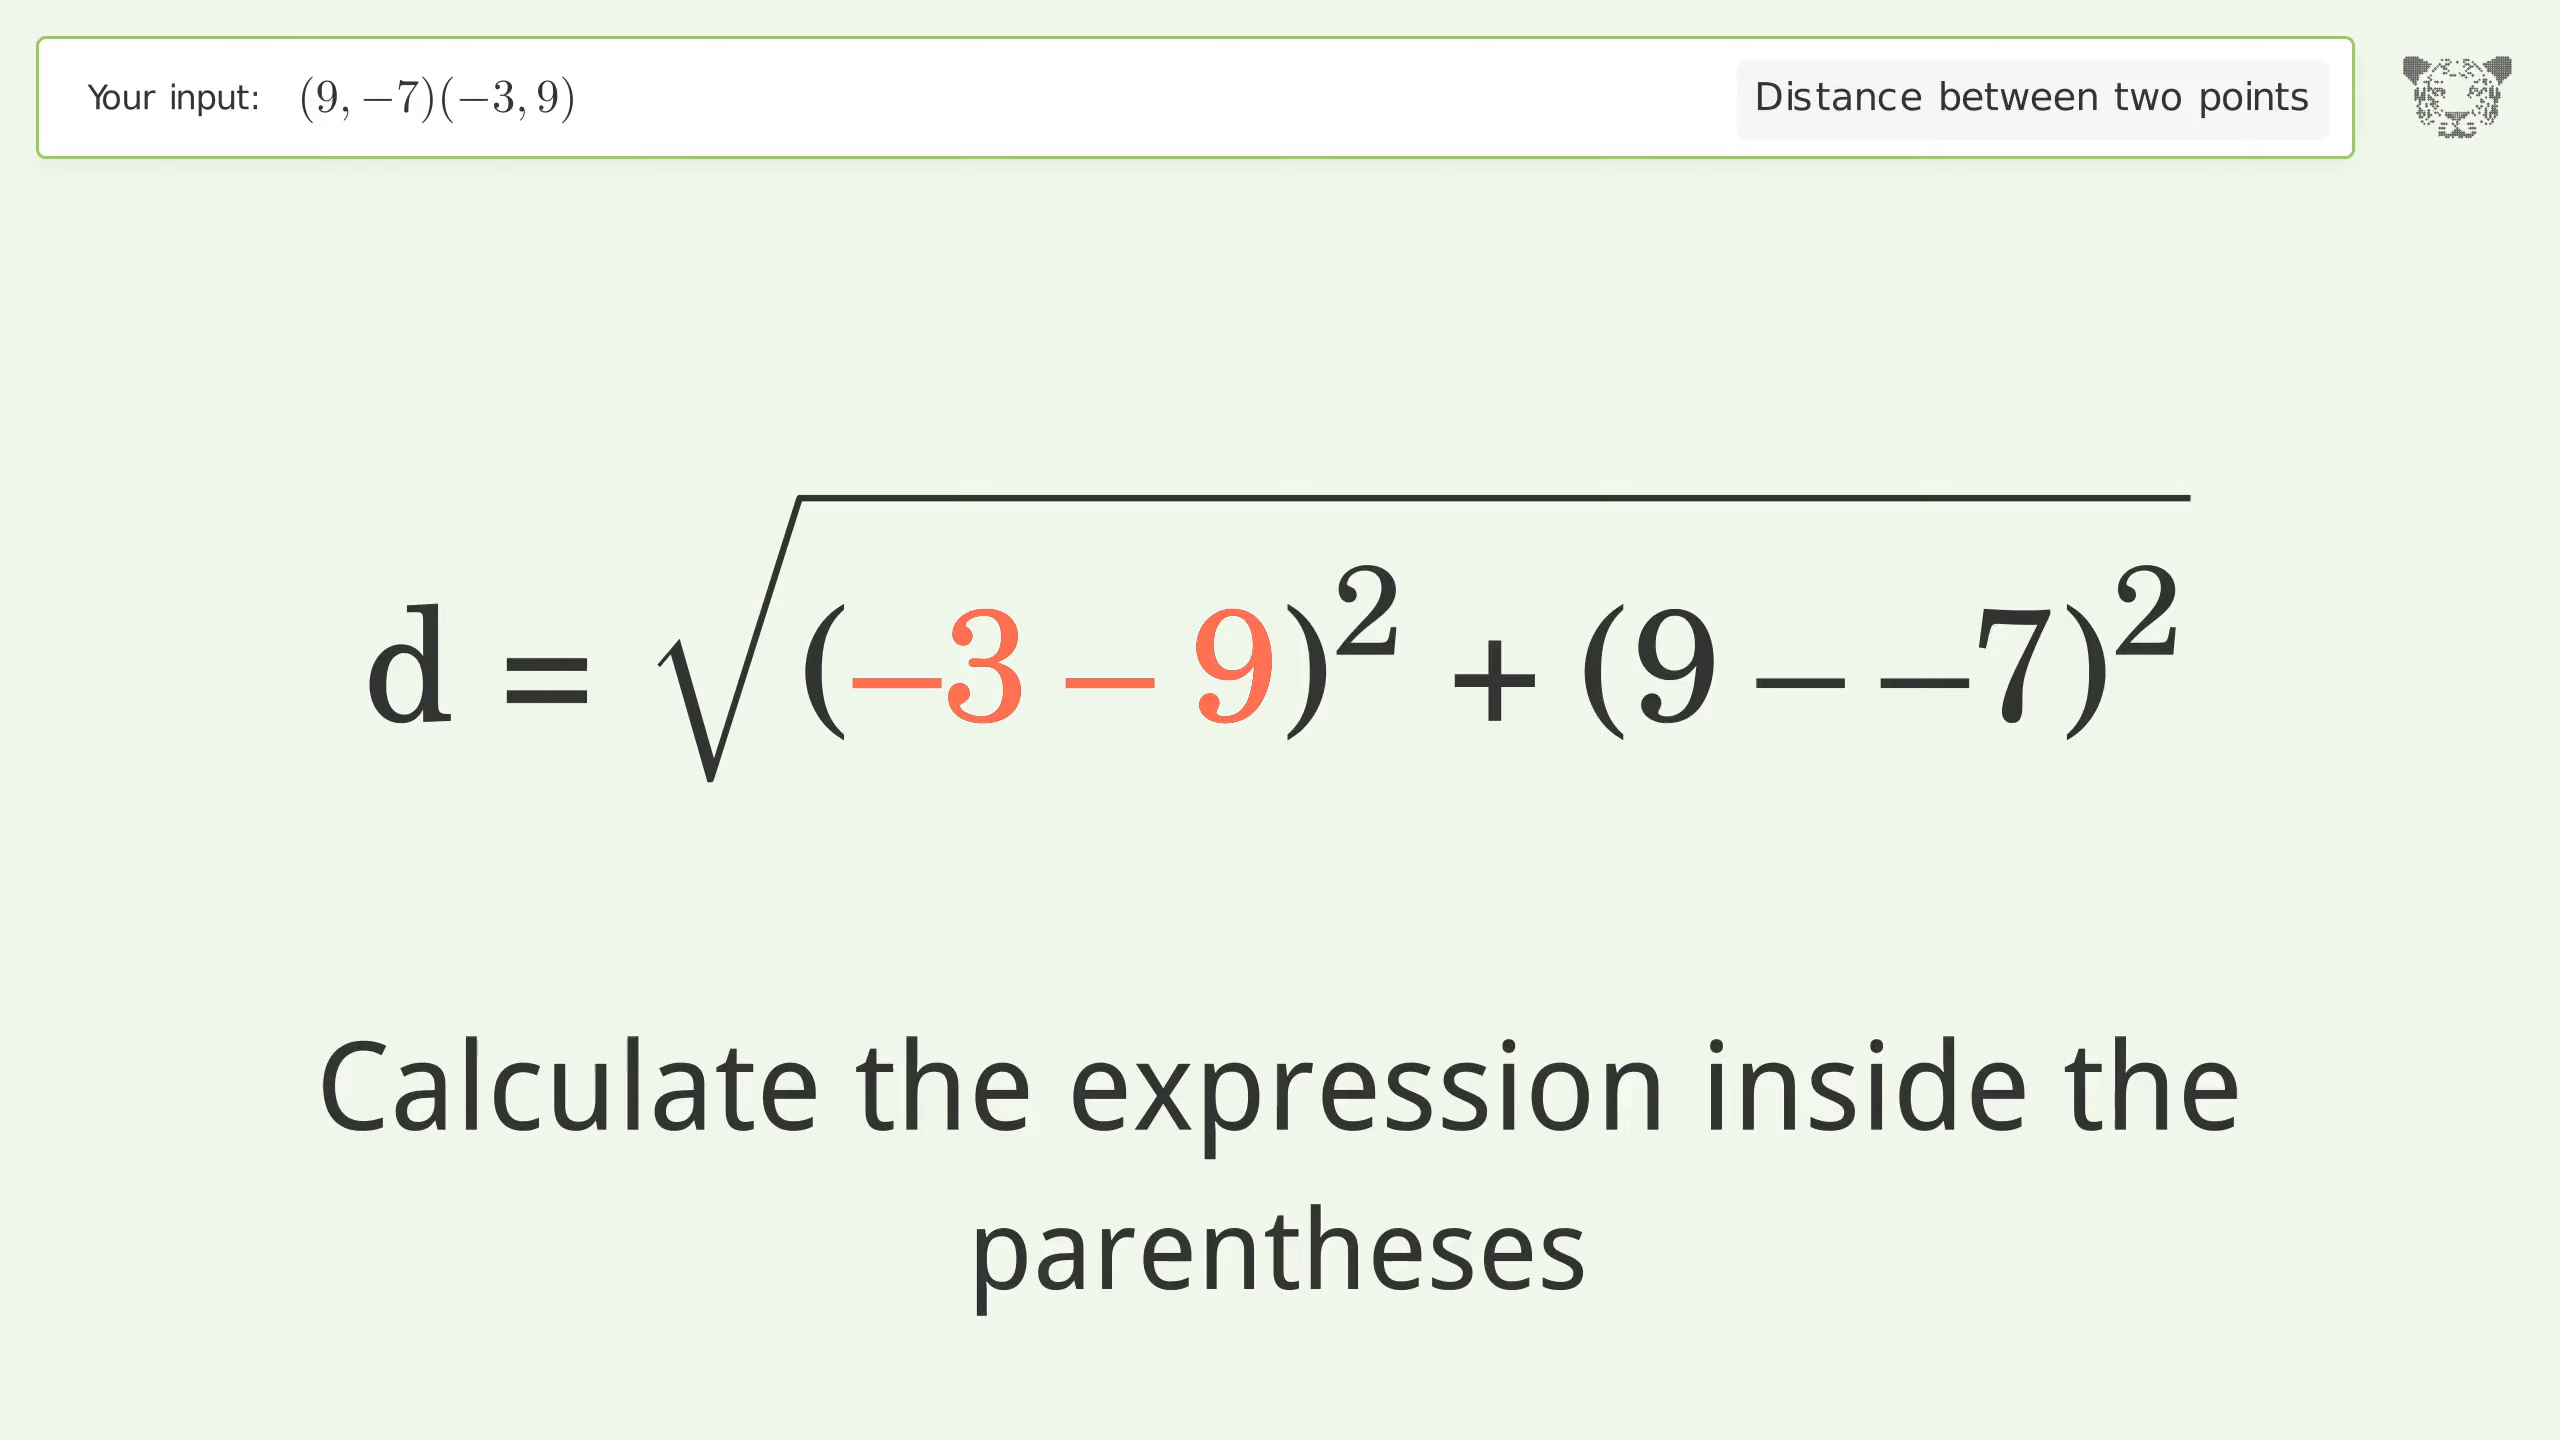 Your input: (9, −7)(−3, 9)
Distance between two points
d = √(−3 − 9)² + (9 − −7)²
Calculate the expression inside the
parentheses